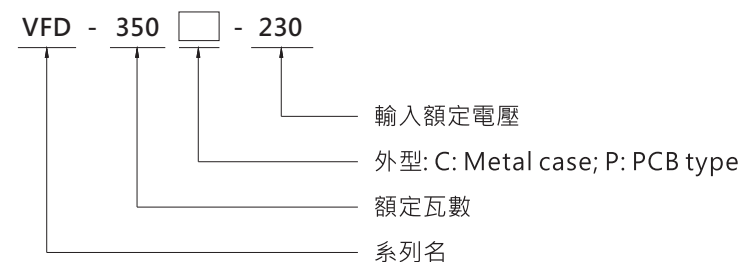 VFD - 350 □ - 230
輸入額定電壓
外型: C: Metal case; P: PCB type
額定瓦數
系列名